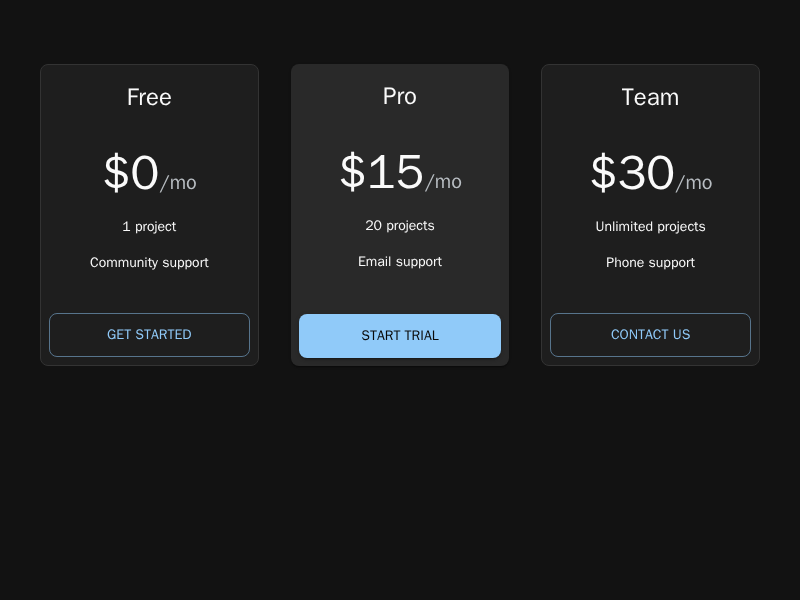 Free
$0/mo
1 project
Community support
GET STARTED
Pro
$15/mo
20 projects
Email support
START TRIAL
Team
$30/mo
Unlimited projects
Phone support
CONTACT US